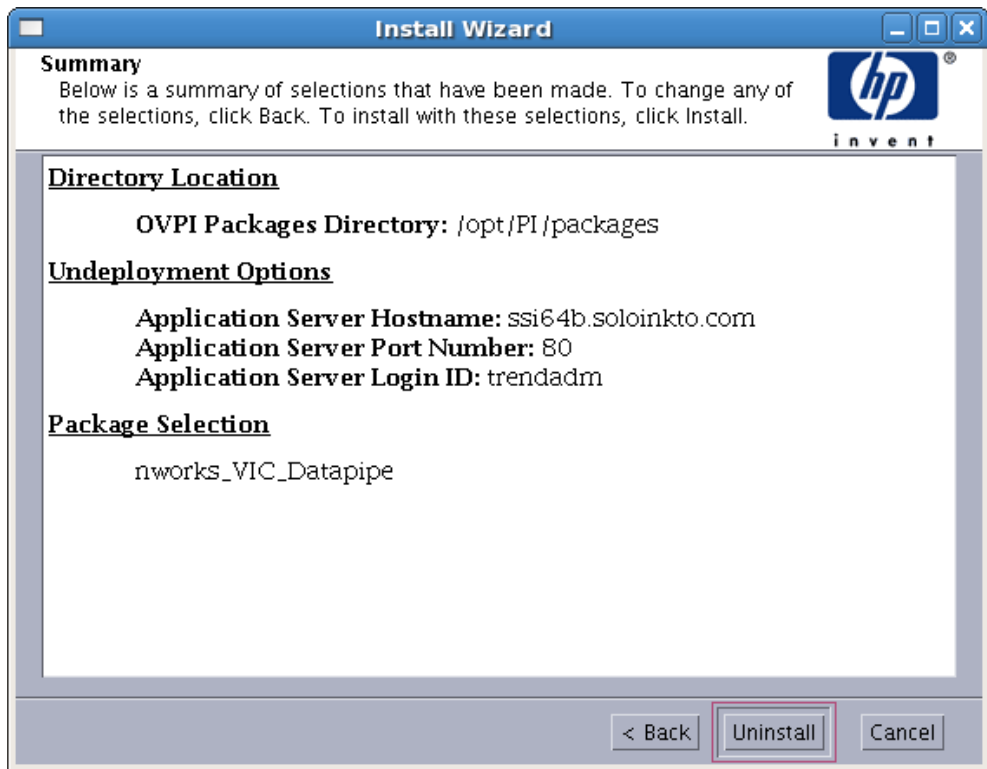 Install Wizard
Summary
Below is a summary of selections that have been made. To change any of
the selections, click Back. To install with these selections, click Install.
hp
®
invent
Directory Location
OVPI Packages Directory: /opt/PI/packages
Undeployment Options
Application Server Hostname: ssi64b.soloinkto.com
Application Server Port Number: 80
Application Server Login ID: trendadm
Package Selection
nworks_VIC_Datapipe
< Back
Uninstall
Cancel